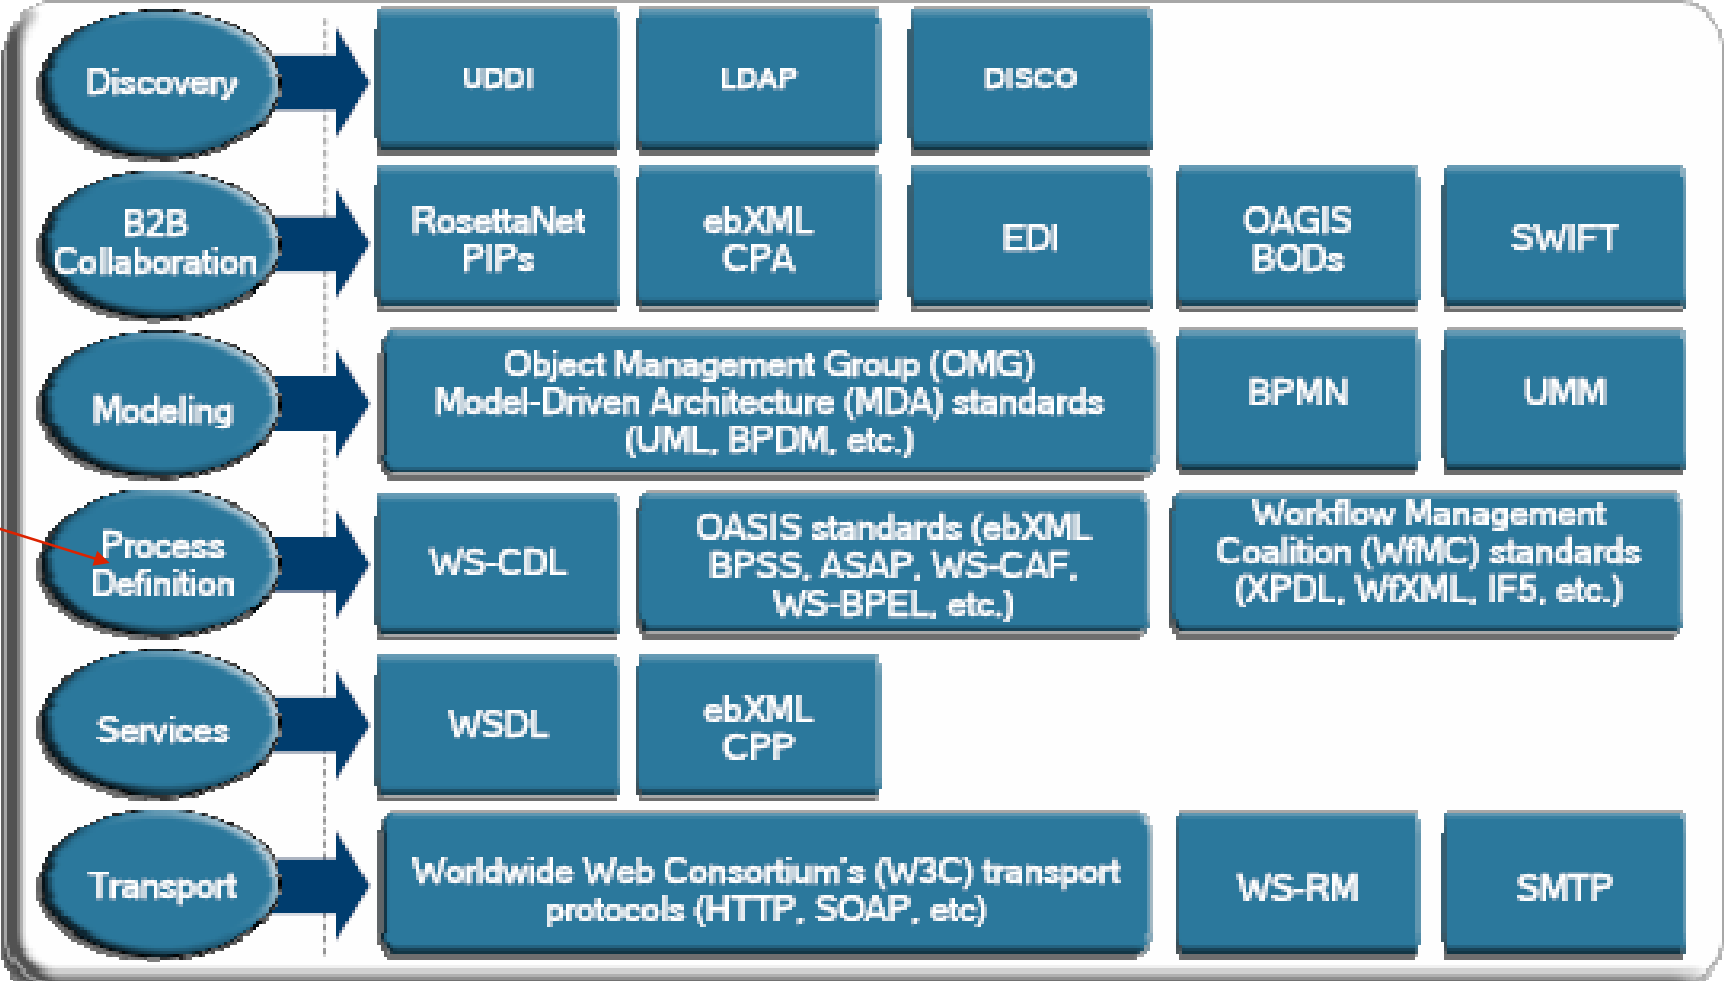 Discovery
UDDI
LDAP
DISCO
B2B
Collaboration
RosettaNet
PIPs
ebXML
CPA
EDI
OAGIS
BODs
SWIFT
Modeling
Object Management Group (OMG)
Model-Driven Architecture (MDA) standards
(UML, BPDM, etc.)
BPMN
UMM
Process
Definition
WS-CDL
OASIS standards (ebXML
BPSS, ASAP, WS-CAF,
WS-BPEL, etc.)
Workflow Management
Coalition (WfMC) standards
(XPDL, WfXML, IF5, etc.)
Services
WSDL
ebXML
CPP
Transport
Worldwide Web Consortium's (W3C) transport
protocols (HTTP, SOAP, etc)
WS-RM
SMTP